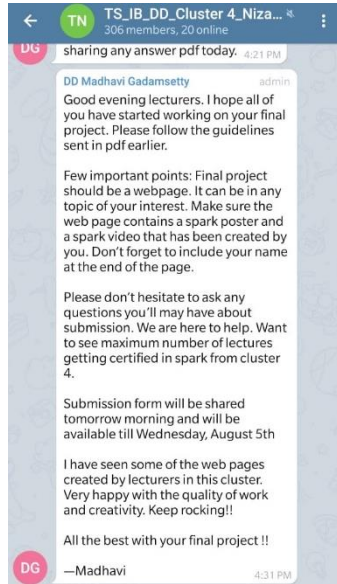 TN
TS_IB_DD_Cluster 4_Niza...
306 members, 20 online
DG
sharing any answer pdf today. 4:21 PM
DD Madhavi Gadamsetty admin
Good evening lecturers. I hope all of
you have started working on your final
project. Please follow the guidelines
sent in pdf earlier.
Few important points: Final project
should be a webpage. It can be in any
topic of your interest. Make sure the
web page contains a spark poster and
a spark video that has been created by
you. Don't forget to include your name
at the end of the page.
Please don't hesitate to ask any
questions you'll may have about
submission. We are here to help. Want
to see maximum number of lectures
getting certified in spark from cluster
4.
Submission form will be shared
tomorrow morning and will be
available till Wednesday, August 5th
I have seen some of the web pages
created by lecturers in this cluster.
Very happy with the quality of work
and creativity. Keep rocking!!
All the best with your final project !!
—Madhavi 4:31 PM
DG